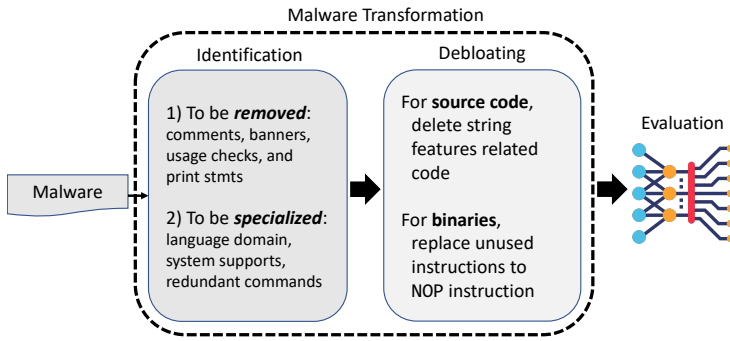 Malware Transformation
Identification
Debloating
Malware
1) To be removed:
comments, banners,
usage checks, and
print stmts
2) To be specialized:
language domain,
system supports,
redundant commands
For source code,
delete string
features related
code
For binaries,
replace unused
instructions to
NOP instruction
Evaluation